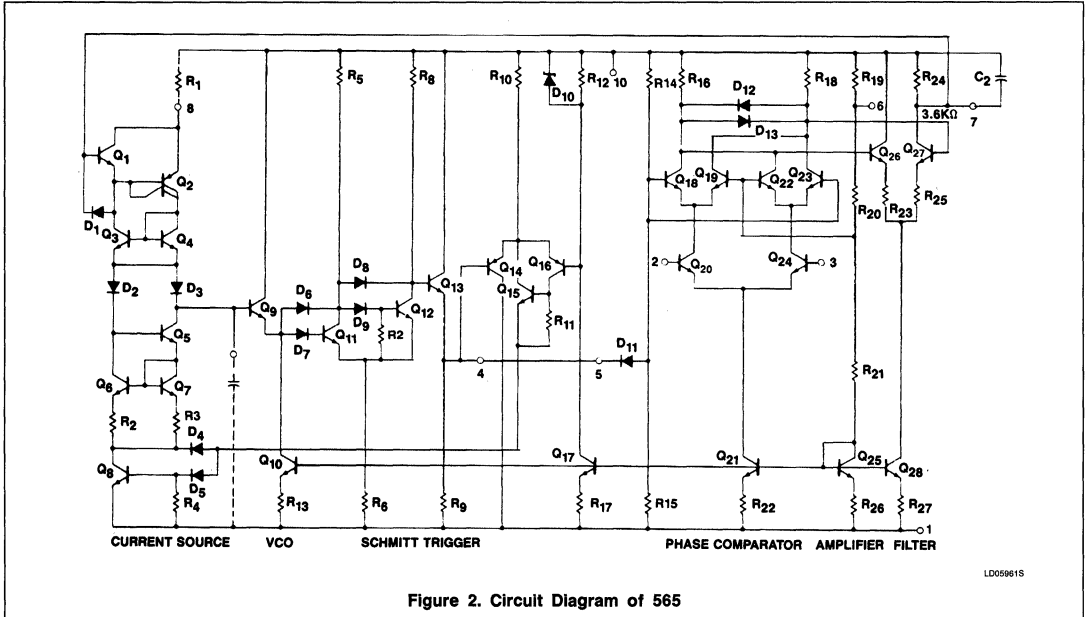 R1
8
R5
R8
R10
D10
R12
10
R14
R16
D12
R18
R19
R24
C2
6
3.6KΩ
7
D13
Q1
Q2
Q26
Q27
Q18
Q19
Q22
Q23
D1
Q3
Q4
R20
R23
R25
D8
Q13
Q14
Q16
2
Q20
Q24
3
D2
D3
D6
Q15
Q9
D9
Q12
R11
Q5
D7
Q11
R2
D11
4
5
R21
Q6
Q7
R2
R3
D4
Q10
Q17
Q21
Q25
Q28
Q8
D5
R4
R13
R6
R9
R17
R15
R22
R26
R27
1
CURRENT SOURCE VCO SCHMITT TRIGGER PHASE COMPARATOR AMPLIFIER FILTER
LD05961S
Figure 2. Circuit Diagram of 565